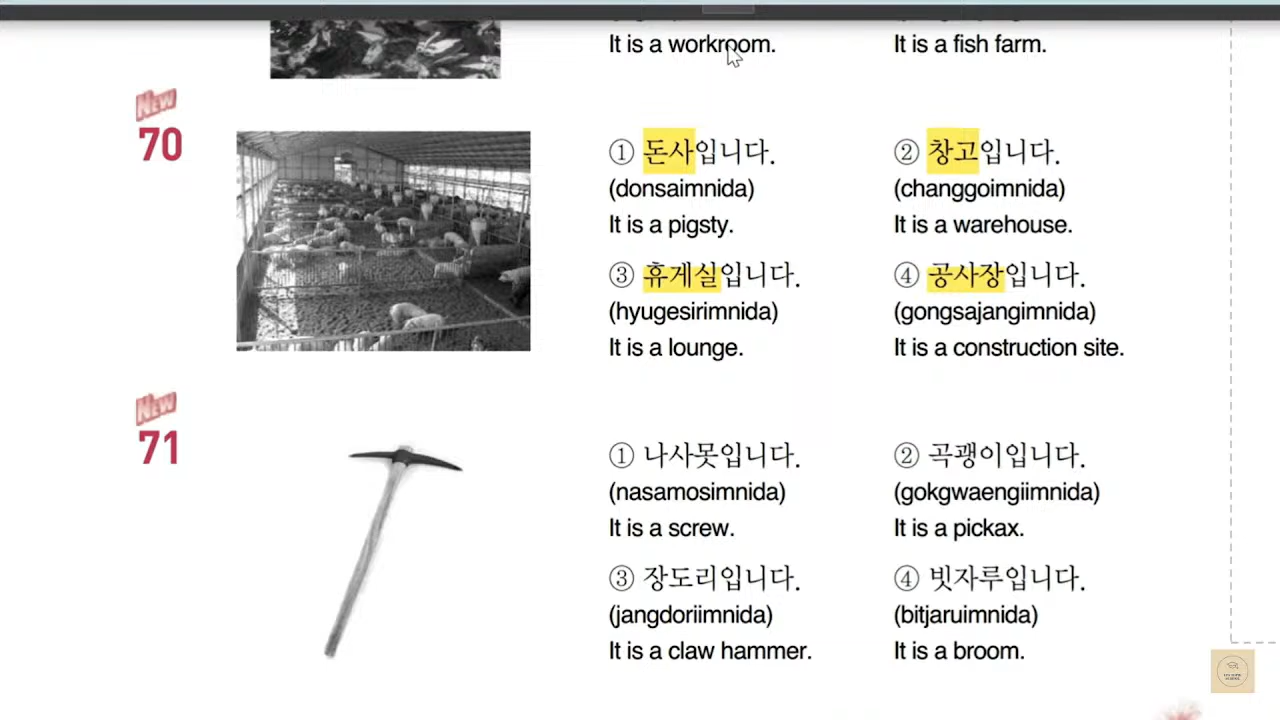 It is a workroom.
It is a fish farm.
NEW
70
① 돈사입니다.
② 창고입니다.
(donsaimnida)
(changgoimnida)
It is a pigsty.
It is a warehouse.
③ 휴게실입니다.
④ 공사장입니다.
(hyugesirimnida)
(gongsajangimnida)
It is a lounge.
It is a construction site.
NEW
71
① 나사못입니다.
② 곡괭이입니다.
(nasamosimnida)
(gokgwaengiimnida)
It is a screw.
It is a pickax.
③ 장도리입니다.
④ 빗자루입니다.
(jangdoriimnida)
(bitjaruimnida)
It is a claw hammer.
It is a broom.